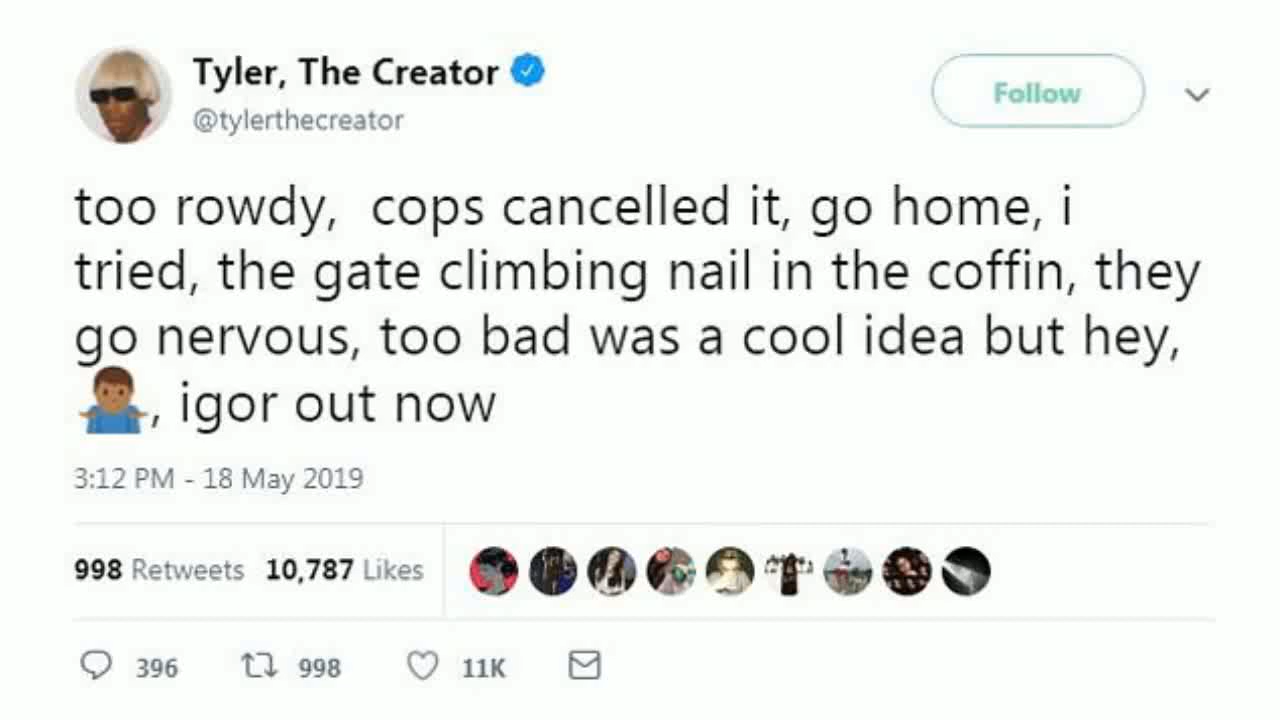 Tyler, The Creator
@tylerthecreator
Follow
too rowdy, cops cancelled it, go home, i
tried, the gate climbing nail in the coffin, they
go nervous, too bad was a cool idea but hey,
🤷🏾‍♂️, igor out now
3:12 PM - 18 May 2019
998 Retweets 10,787 Likes
396 998 11K